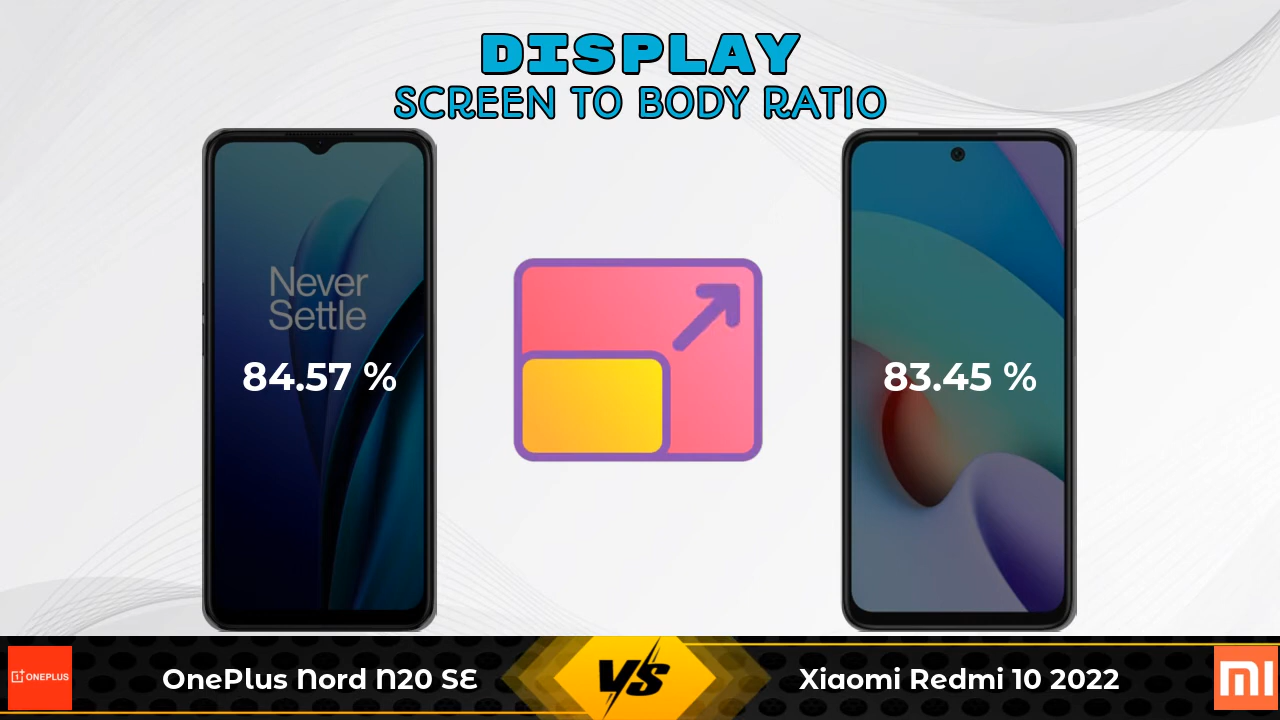 DISPLAY
SCREEN TO BODY RATIO
Never
Settle
84.57 %
83.45 %
ONEPLUS
OnePlus Nord N20 SE
VS
Xiaomi Redmi 10 2022
MI